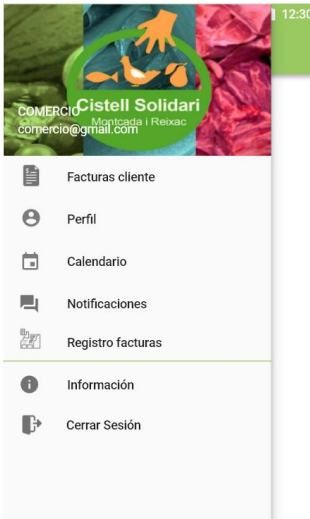 12:30
Cistell Solidari
Montcada i Reixac
COMERCIO
comercio@gmail.com
Facturas cliente
Perfil
Calendario
Notificaciones
Registro facturas
Información
Cerrar Sesión